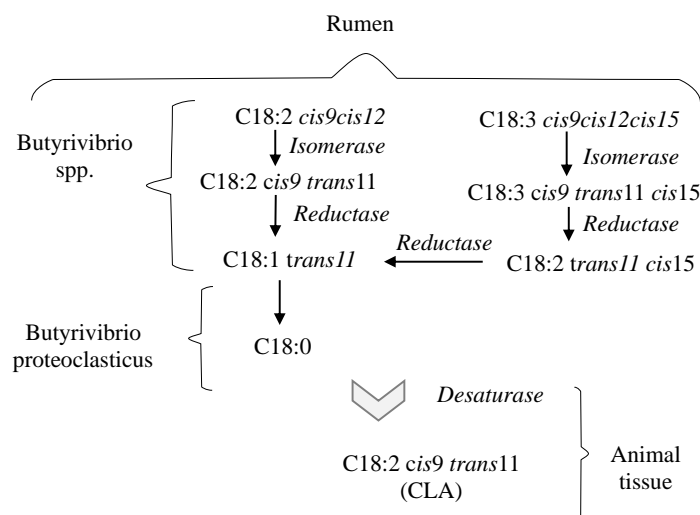 Rumen
Butyrivibrio
spp.
C18:2 cis9cis12
Isomerase
C18:2 cis9 trans11
Reductase
C18:1 trans11
C18:3 cis9cis12cis15
Isomerase
C18:3 cis9 trans11 cis15
Reductase
C18:2 trans11 cis15
Reductase
Butyrivibrio
proteoclasticus
C18:0
Desaturase
C18:2 cis9 trans11
(CLA)
Animal
tissue